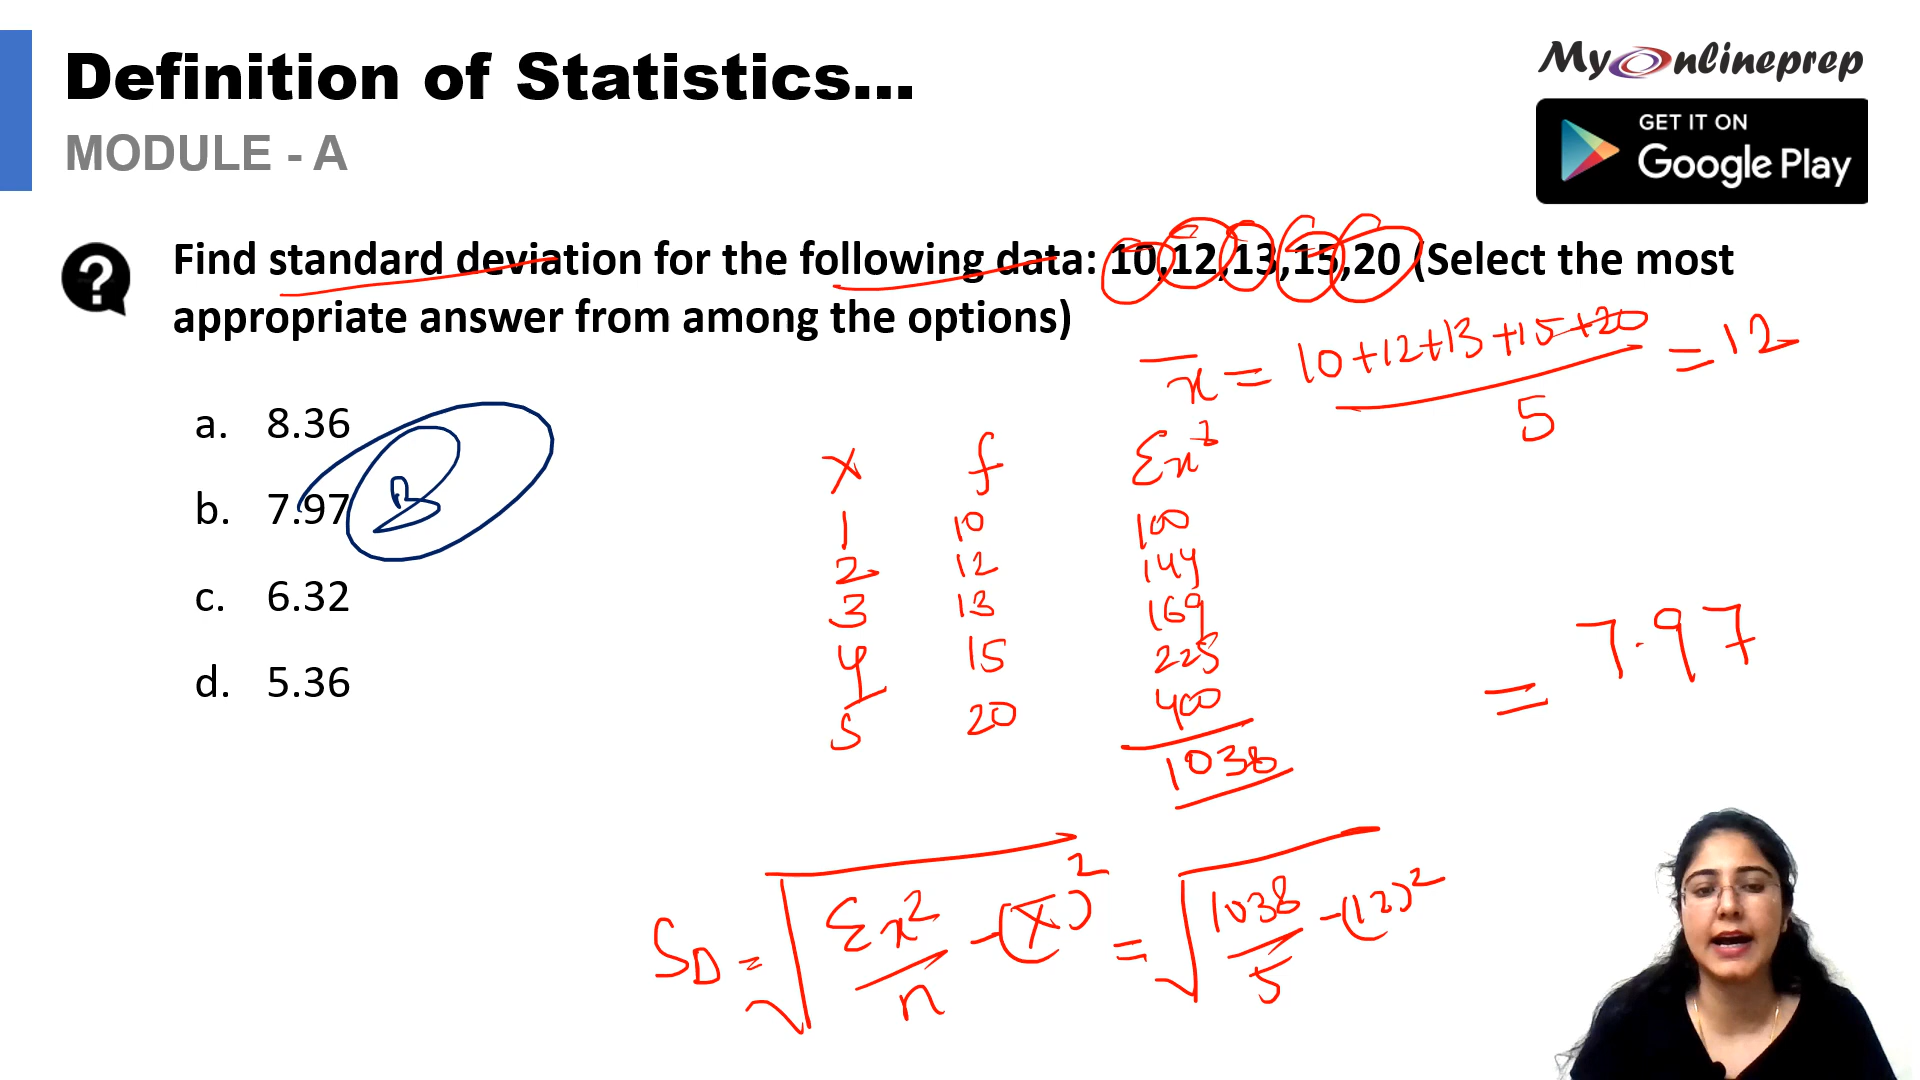 Definition of Statistics...
MODULE - A
MyOnlineprep
GET IT ON
Google Play
Find standard deviation for the following data: 10,12,13,15,20 (Select the most
appropriate answer from among the options)
x̄ = 10+12+13+15+20 / 5 = 12
a. 8.36
b. 7.97 B
c. 6.32
d. 5.36
x f Σx²
1 10 100
2 12 144
3 13 169
4 15 225
5 20 400
1038
= 7.97
SD = √(Σx²/n - (x̄)²) = √(1038/5 - (12)²)